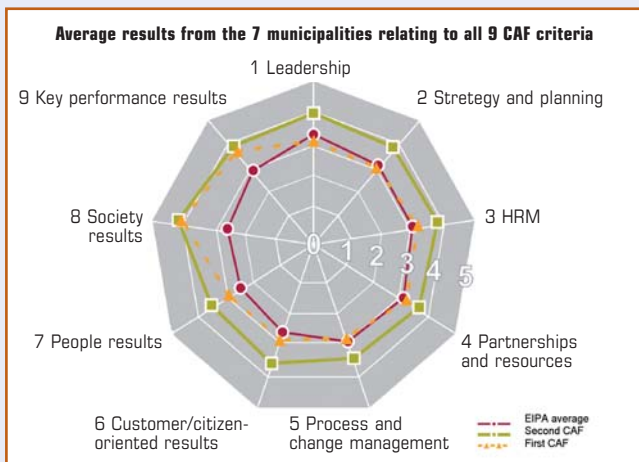 Average results from the 7 municipalities relating to all 9 CAF criteria
1 Leadership
9 Key performance results
2 Stretegy and planning
8 Society
results
3 HRM
0 1 2 3 4 5
7 People results
4 Partnerships
and resources
6 Customer/citizen-
oriented results
5 Process and
change management
EIPA average
Second CAF
First CAF